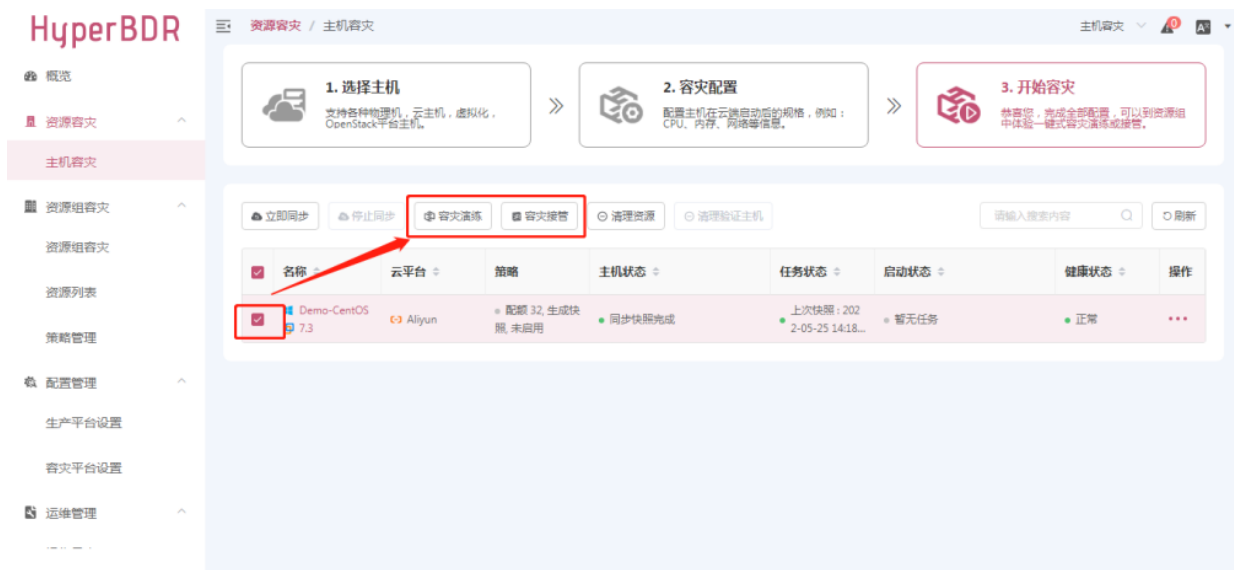 HyperBDR
资源容灾 / 主机容灾
主机容灾
0
A
概览
资源容灾
主机容灾
资源组容灾
资源组容灾
资源列表
策略管理
配置管理
生产平台设置
容灾平台设置
运维管理
1. 选择主机
支持各种物理机，云主机，虚拟化，
OpenStack平台主机。
2. 容灾配置
配置主机在云端启动后的规格，例如：
CPU、内存、网络等信息。
3. 开始容灾
恭喜您，完成全部配置，可以到资源组
中体验一键式容灾演练或接管。
立即同步 停止同步 容灾演练 容灾接管 清理资源 清理验证主机 请输入搜索内容 刷新
名称 云平台 策略 主机状态 任务状态 启动状态 健康状态 操作
Demo-CentOS
7.3
Aliyun
配额 32, 生成快
照, 未启用
同步快照完成
上次快照 : 202
2-05-25 14:18...
暂无任务
正常